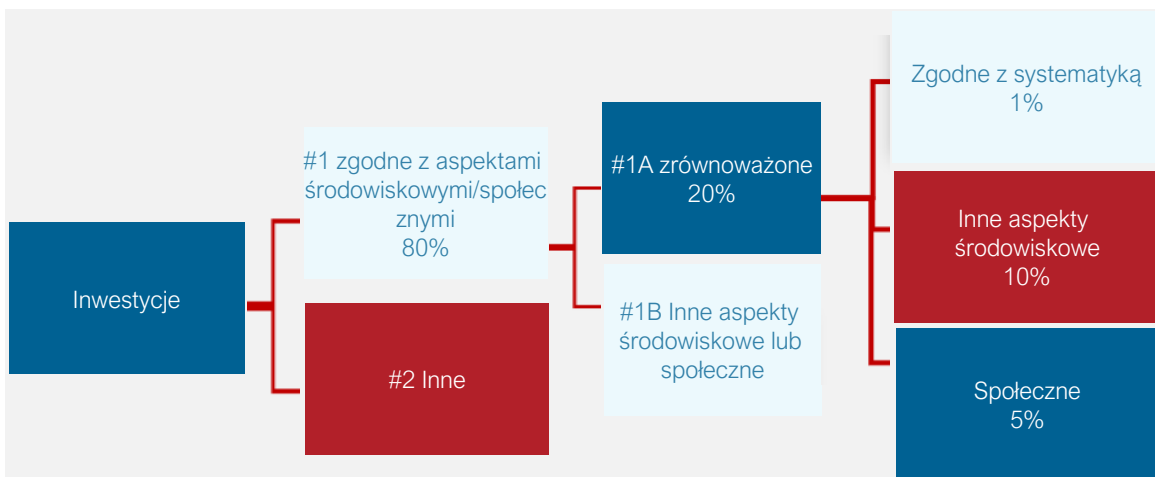 Inwestycje
#1 zgodne z aspektami
środowiskowymi/społec
znymi
80%
#2 Inne
#1A zrównoważone
20%
#1B Inne aspekty
środowiskowe lub
społeczne
Zgodne z systematyką
1%
Inne aspekty
środowiskowe
10%
Społeczne
5%